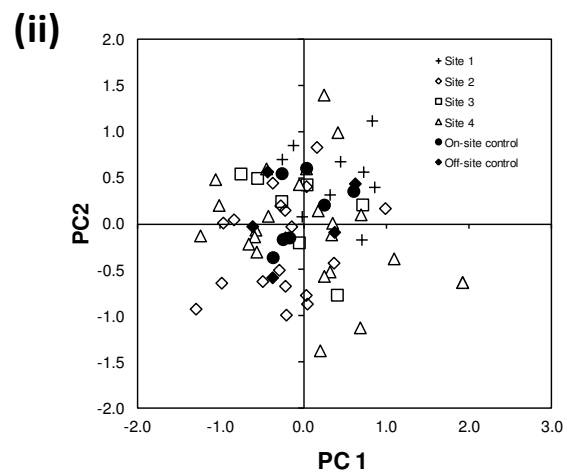 (ii)
2.0
1.5
1.0
0.5
0.0
-0.5
-1.0
-1.5
-2.0
PC2
Site 1
Site 2
Site 3
Site 4
On-site control
Off-site control
-2.0 -1.0 0.0 1.0 2.0 3.0
PC 1